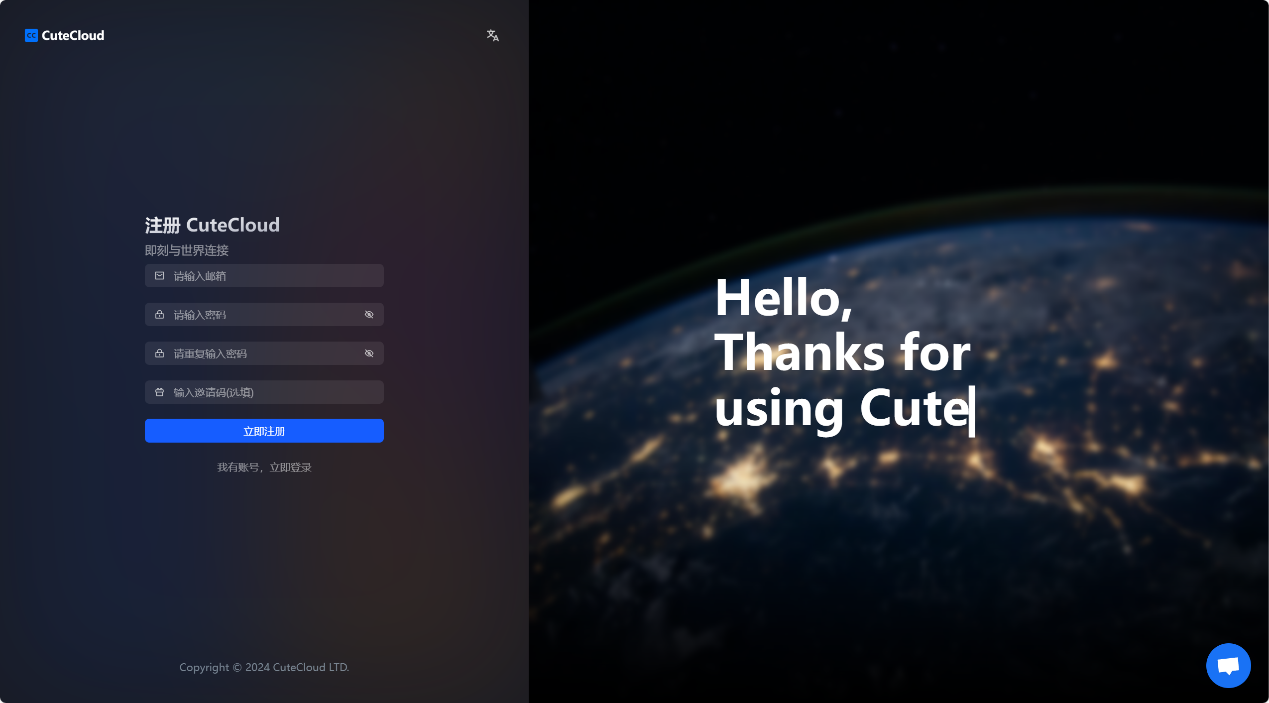 CC CuteCloud
注册 CuteCloud
即刻与世界连接
请输入邮箱
请输入密码
请重复输入密码
输入邀请码(选填)
立即注册
我有账号，立即登录
Copyright © 2024 CuteCloud LTD.
Hello,
Thanks for
using Cute